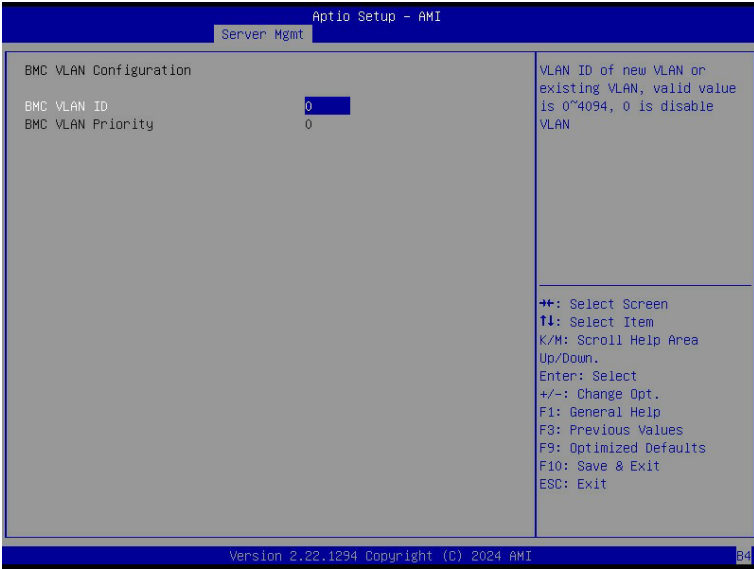 Aptio Setup – AMI
Server Mgmt
BMC VLAN Configuration
BMC VLAN ID 0
BMC VLAN Priority 0
VLAN ID of new VLAN or
existing VLAN, valid value
is 0~4094, 0 is disable
VLAN
→←: Select Screen
↑↓: Select Item
K/M: Scroll Help Area
Up/Down.
Enter: Select
+/-: Change Opt.
F1: General Help
F3: Previous Values
F9: Optimized Defaults
F10: Save & Exit
ESC: Exit
Version 2.22.1294 Copyright (C) 2024 AMI
B4